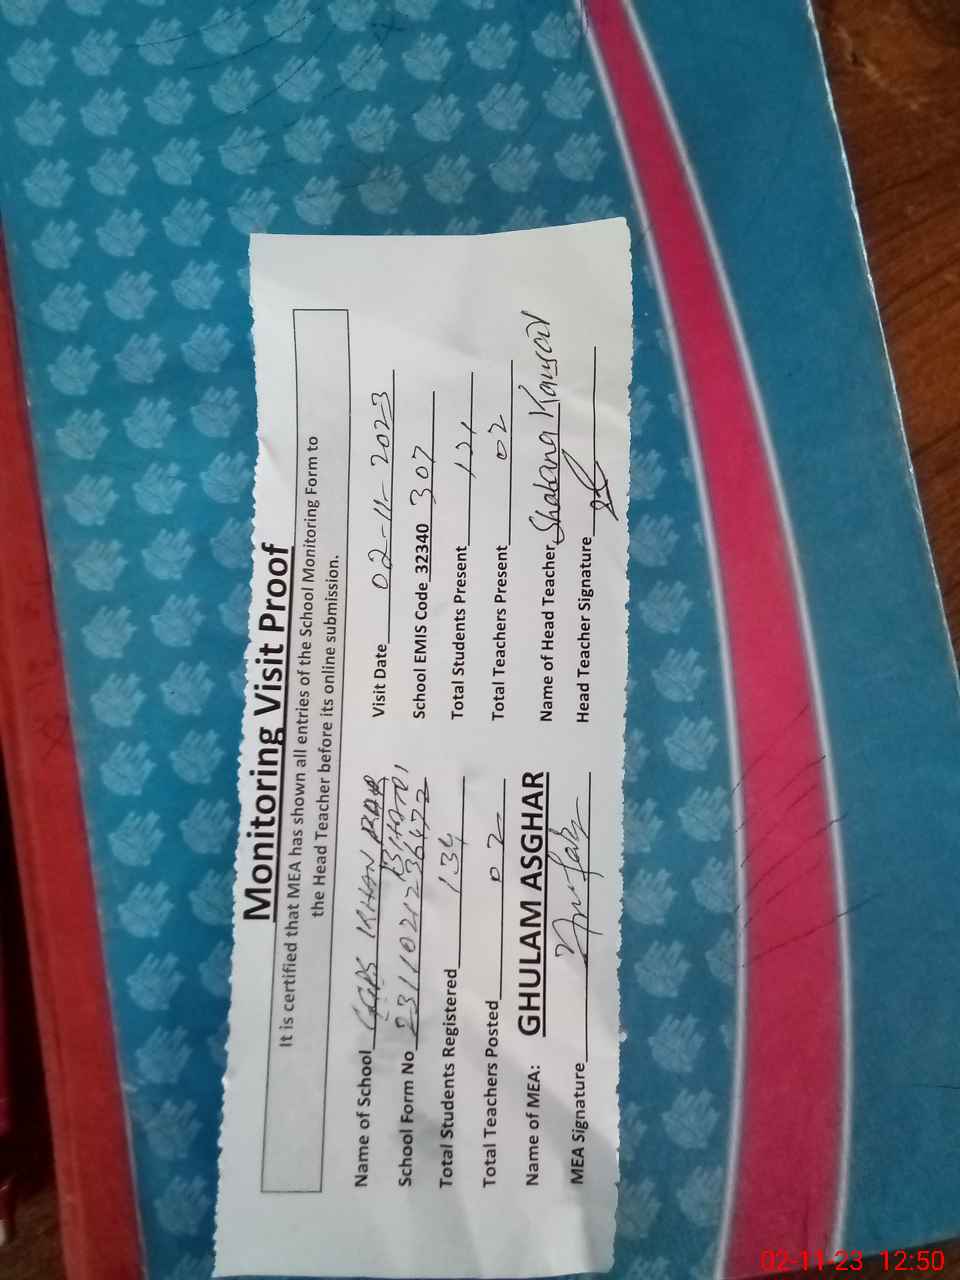 Monitoring Visit Proof
It is certified that MEA has shown all entries of the School Monitoring Form to
the Head Teacher before its online submission.
Name of School GGPS KHAN Visit Date 02-11-2023
School Form No School EMIS Code 32340 307
Total Students Registered 134 Total Students Present 121
Total Teachers Posted 02 Total Teachers Present 02
Name of MEA: GHULAM ASGHAR Name of Head Teacher Shabana Kausar
MEA Signature Head Teacher Signature
02-11-23 12:50